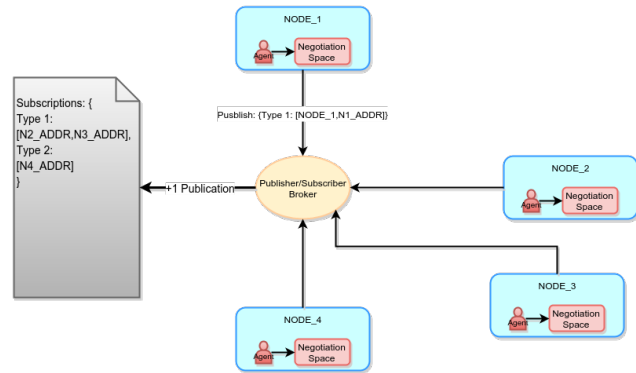 NODE_1
Agent
Negotiation
Space
Pusblish: {Type 1: [NODE_1,N1_ADDR]}
Subscriptions: {
Type 1:
[N2_ADDR,N3_ADDR],
Type 2:
[N4_ADDR]
}
+1 Publication
Publisher/Subscriber
Broker
NODE_2
Agent
Negotiation
Space
NODE_3
Agent
Negotiation
Space
NODE_4
Agent
Negotiation
Space